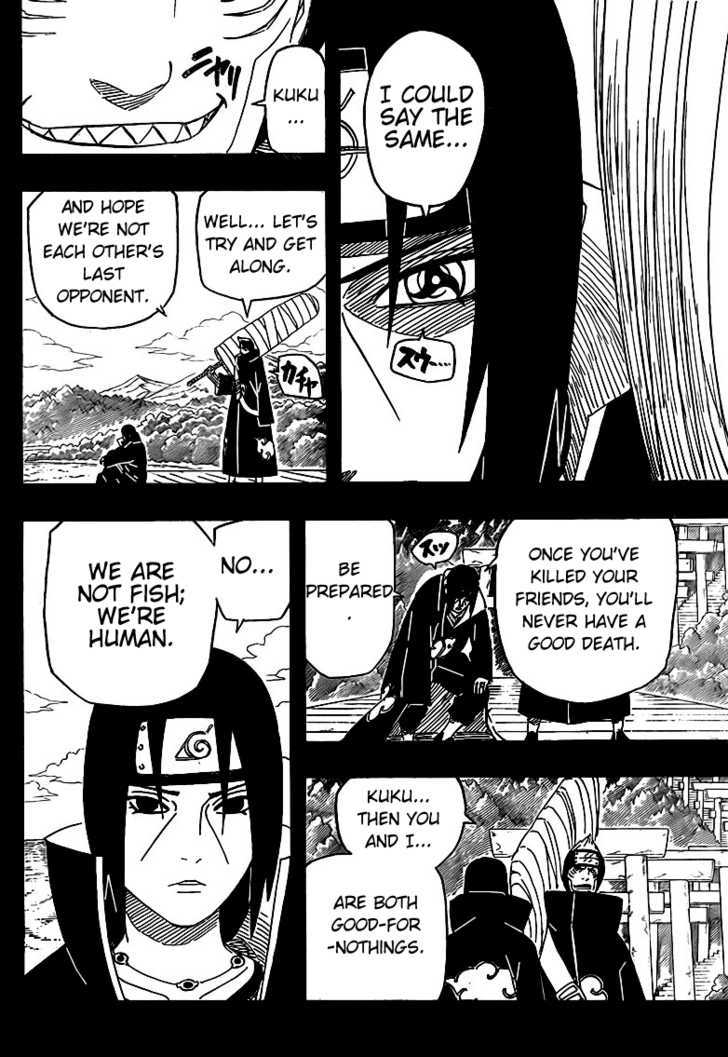 I COULD
SAY THE
SAME...
スウ……
KUKU
...
ニヤリ
WELL... LET'S
TRY AND GET
ALONG.
AND HOPE
WE'RE NOT
EACH OTHER'S
LAST
OPPONENT.
カチャ
ONCE YOU'VE
KILLED YOUR
FRIENDS, YOU'LL
NEVER HAVE A
GOOD DEATH.
スッ
BE
PREPARED
.
KUKU...
THEN YOU
AND I...
ARE BOTH
GOOD-FOR
-NOTHINGS.
NO...
WE ARE
NOT FISH;
WE'RE
HUMAN.